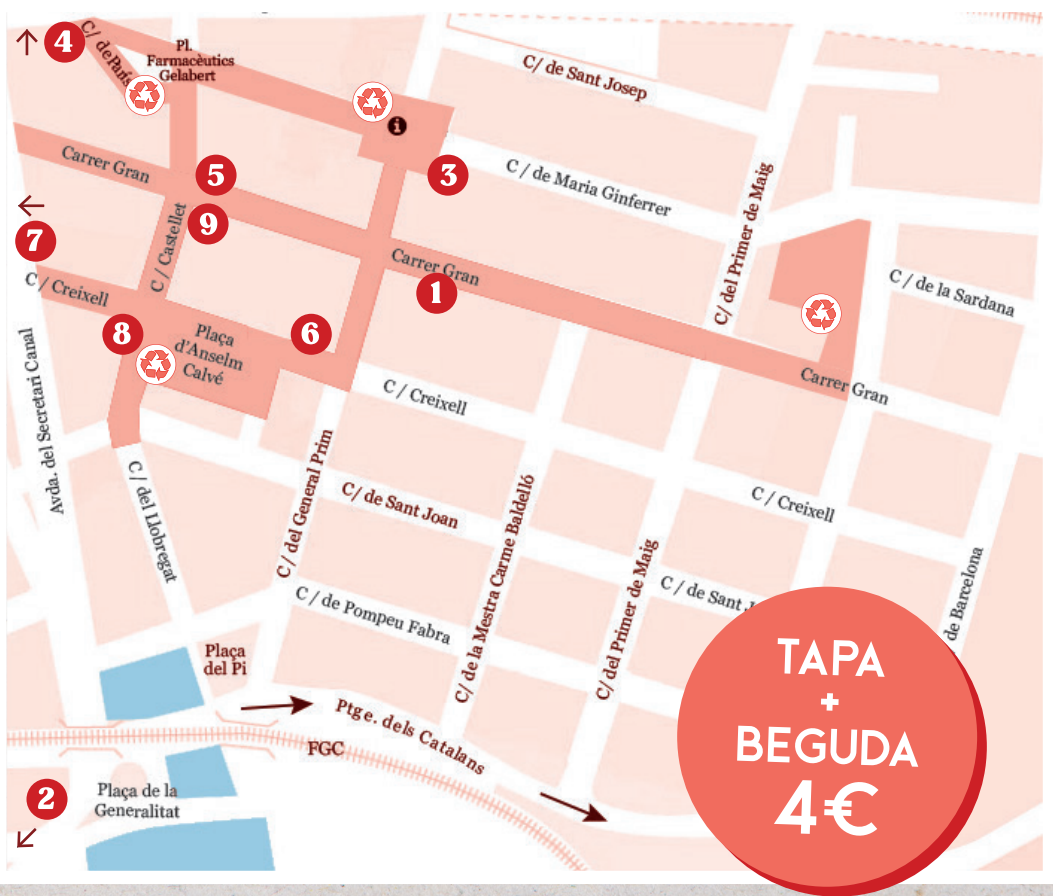 4
C/ de París
Pl.
Farmacèutics
Gelabert
C/ de Sant Josep
i
Carrer Gran
5
3
C / de Maria Ginferrer
C/ del Primer de Maig
9
C / Castellet
7
Carrer Gran
1
C / de la Sardana
C / Creixell
8
Plaça
d'Anselm
Calvé
6
Carrer Gran
C / Creixell
Avda. del Secretari Canal
C/ del Llobregat
C/ del General Prim
C/ de Sant Joan
C/ de la Mestra Carme Baldelló
C / Creixell
C/ del Primer de Maig
C / de Pompeu Fabra
C/ de Sant J
de Barcelona
Plaça
del Pi
Ptge. dels Catalans
FGC
2
Plaça de la
Generalitat
TAPA
+
BEGUDA
4€